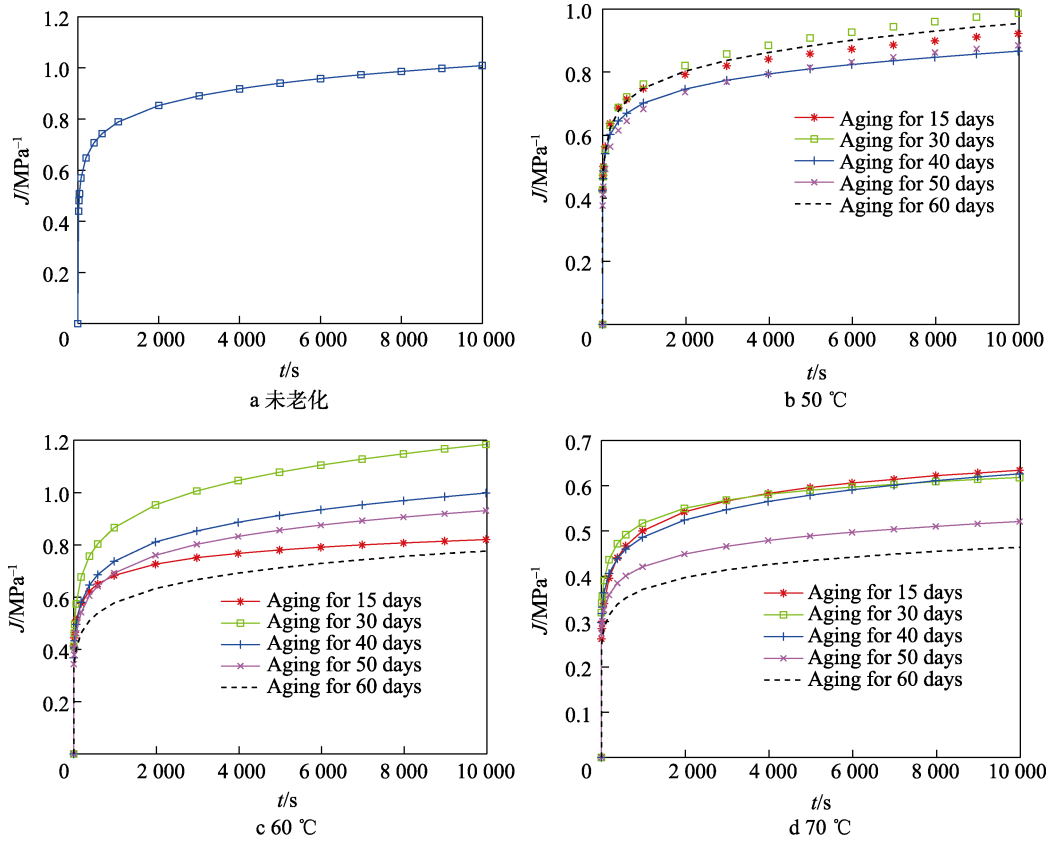 1.2
1.0
0.8
0.6
0.4
0.2
J/MPa⁻¹
0 2 000 4 000 6 000 8 000 10 000
t/s
a 未老化
1.0
0.8
0.6
0.4
0.2
J/MPa⁻¹
Aging for 15 days
Aging for 30 days
Aging for 40 days
Aging for 50 days
Aging for 60 days
0 2 000 4 000 6 000 8 000 10 000
t/s
b 50 ℃
1.2
1.0
0.8
0.6
0.4
0.2
J/MPa⁻¹
Aging for 15 days
Aging for 30 days
Aging for 40 days
Aging for 50 days
Aging for 60 days
0 2 000 4 000 6 000 8 000 10 000
t/s
c 60 ℃
0.7
0.6
0.5
0.4
0.3
0.2
0.1
J/MPa⁻¹
Aging for 15 days
Aging for 30 days
Aging for 40 days
Aging for 50 days
Aging for 60 days
0 2 000 4 000 6 000 8 000 10 000
t/s
d 70 ℃